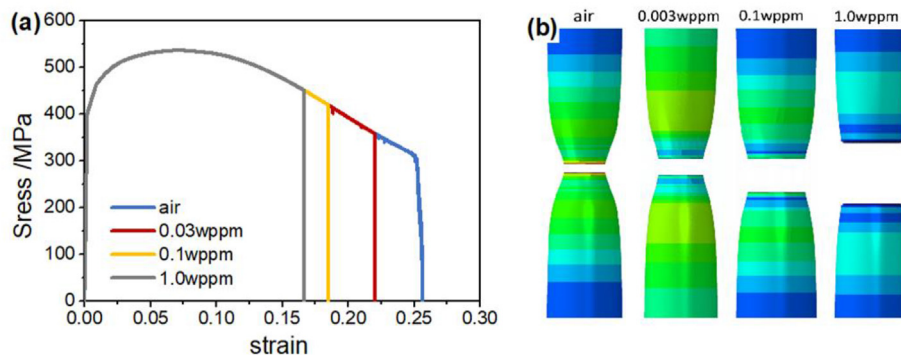 (a)
600
500
400
300
200
100
0
Sress /MPa
air
0.03wppm
0.1wppm
1.0wppm
0.00 0.05 0.10 0.15 0.20 0.25 0.30
strain
(b)
air 0.003wppm 0.1wppm 1.0wppm